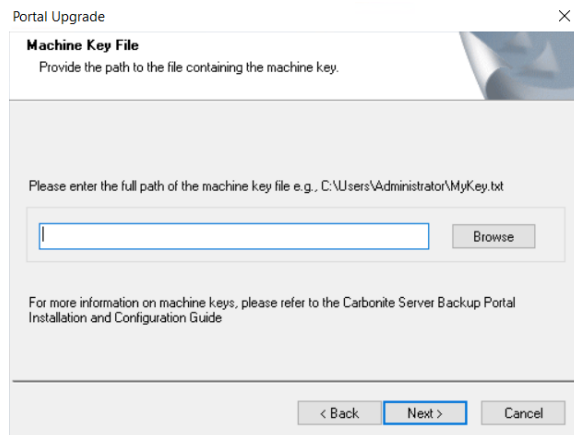 Portal Upgrade
Machine Key File
Provide the path to the file containing the machine key.
Please enter the full path of the machine key file e.g., C:\Users\Administrator\MyKey.txt
Browse
For more information on machine keys, please refer to the Carbonite Server Backup Portal
Installation and Configuration Guide
< Back Next > Cancel